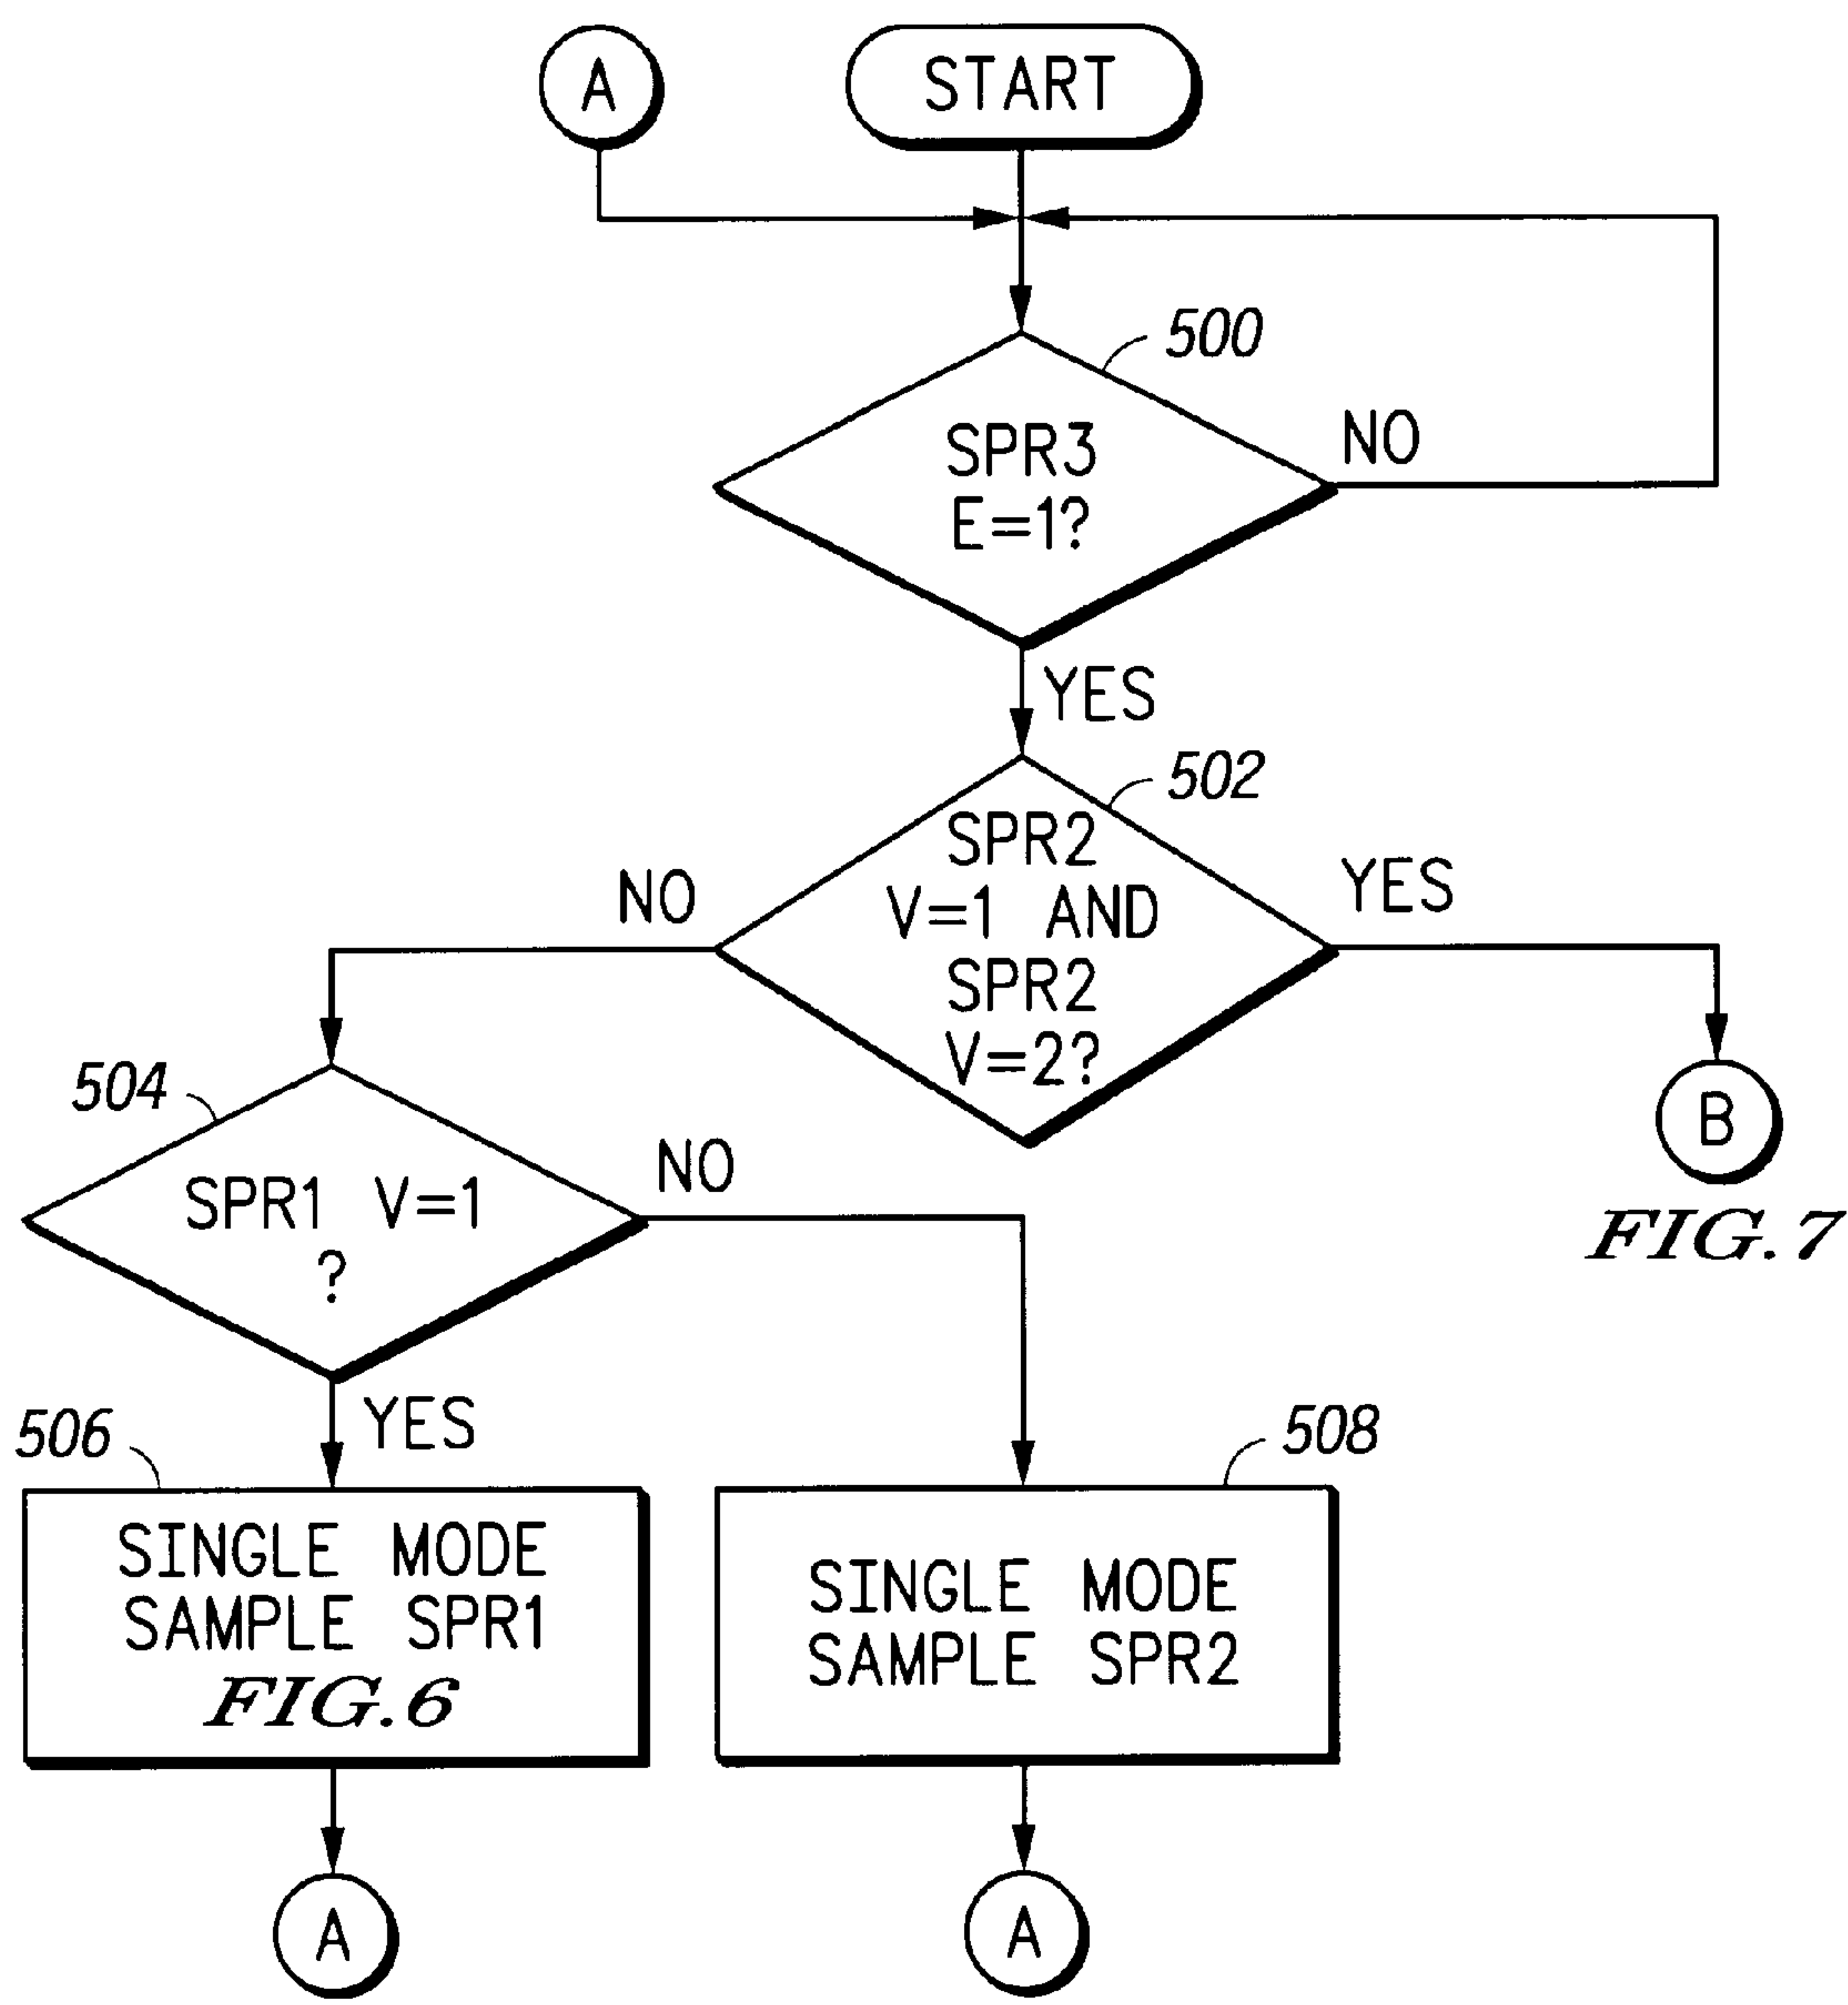 A
START
500
SPR3
E=1?
NO
YES
502
SPR2
V=1 AND
SPR2
V=2?
NO
YES
B
FIG. 7
504
SPR1 V=1
?
NO
YES
506
SINGLE MODE
SAMPLE SPR1
FIG. 6
508
SINGLE MODE
SAMPLE SPR2
A
A